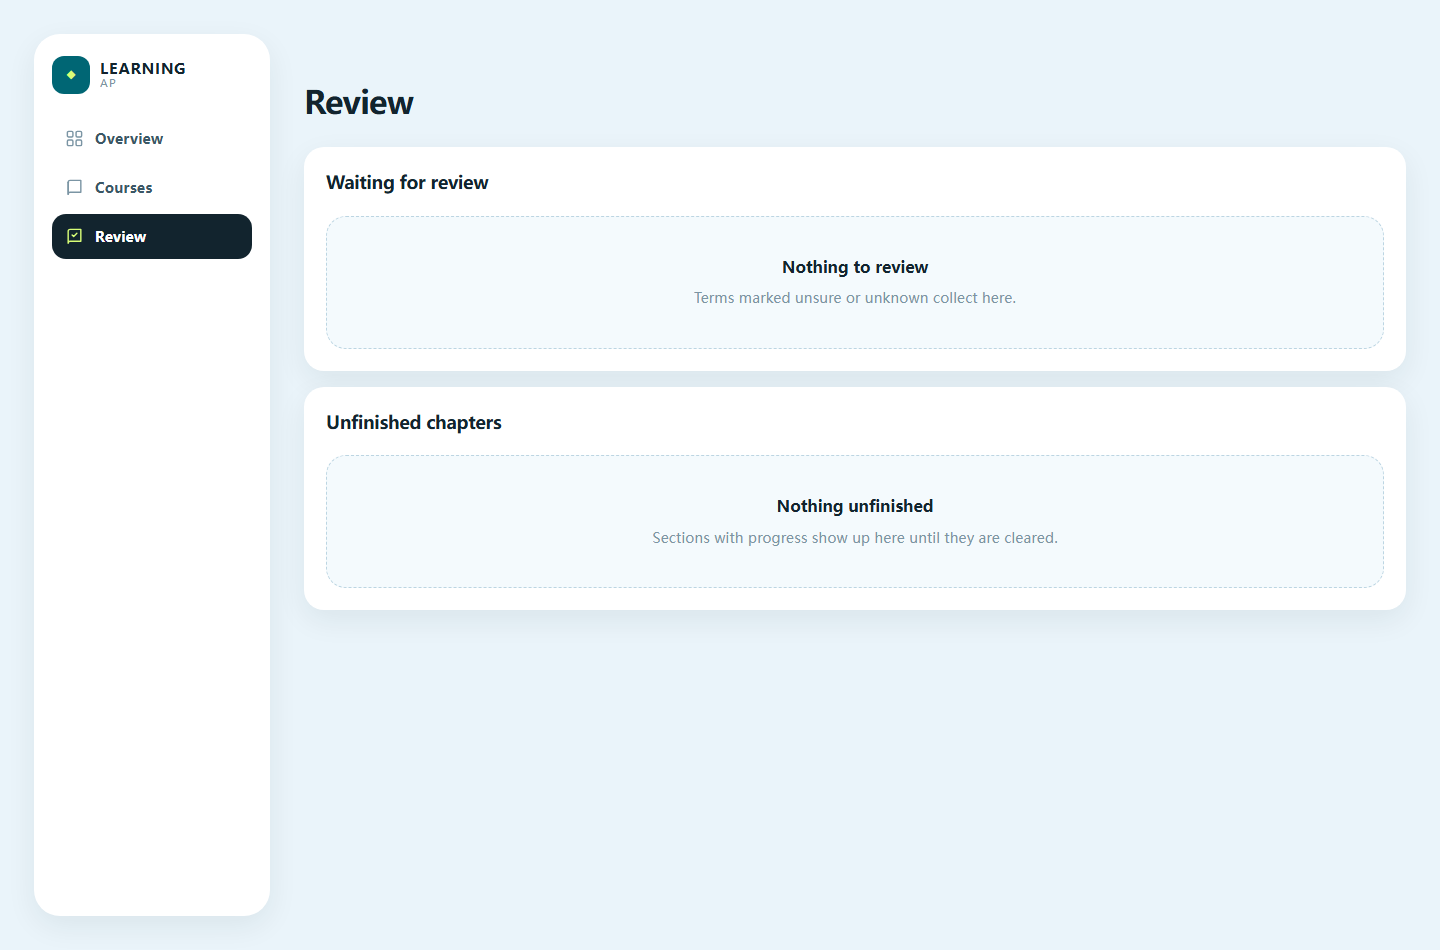 LEARNING
AP
Overview
Courses
Review
Review
Waiting for review
Nothing to review
Terms marked unsure or unknown collect here.
Unfinished chapters
Nothing unfinished
Sections with progress show up here until they are cleared.